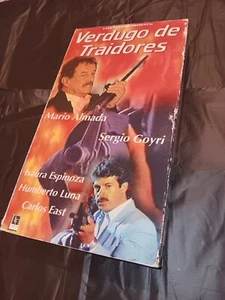 Verdugo de
Traidores
Mario Almada
Sergio Goyri
Isaura Espinoza
Humberto Luna
Carlos East